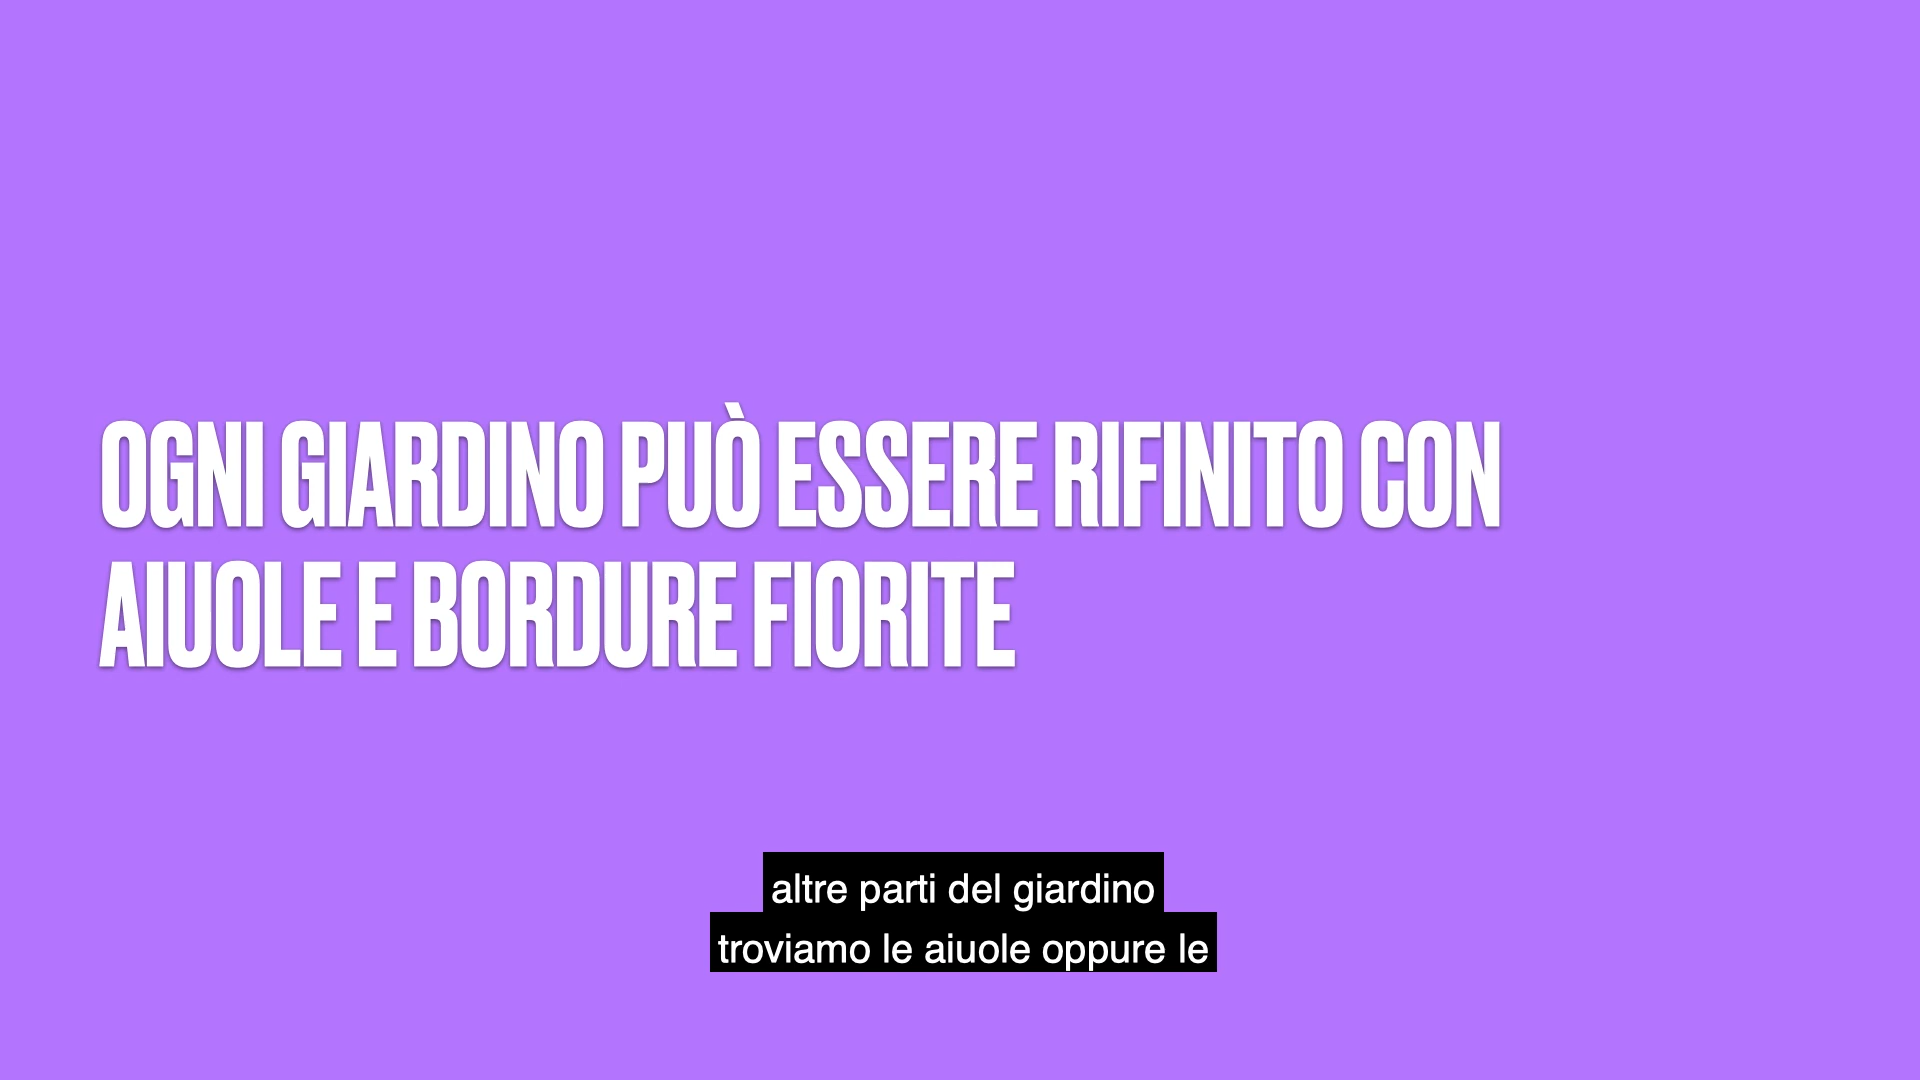 OGNI GIARDINO PUÒ ESSERE RIFINITO CON
AIUOLE E BORDURE FIORITE
altre parti del giardino
troviamo le aiuole oppure le